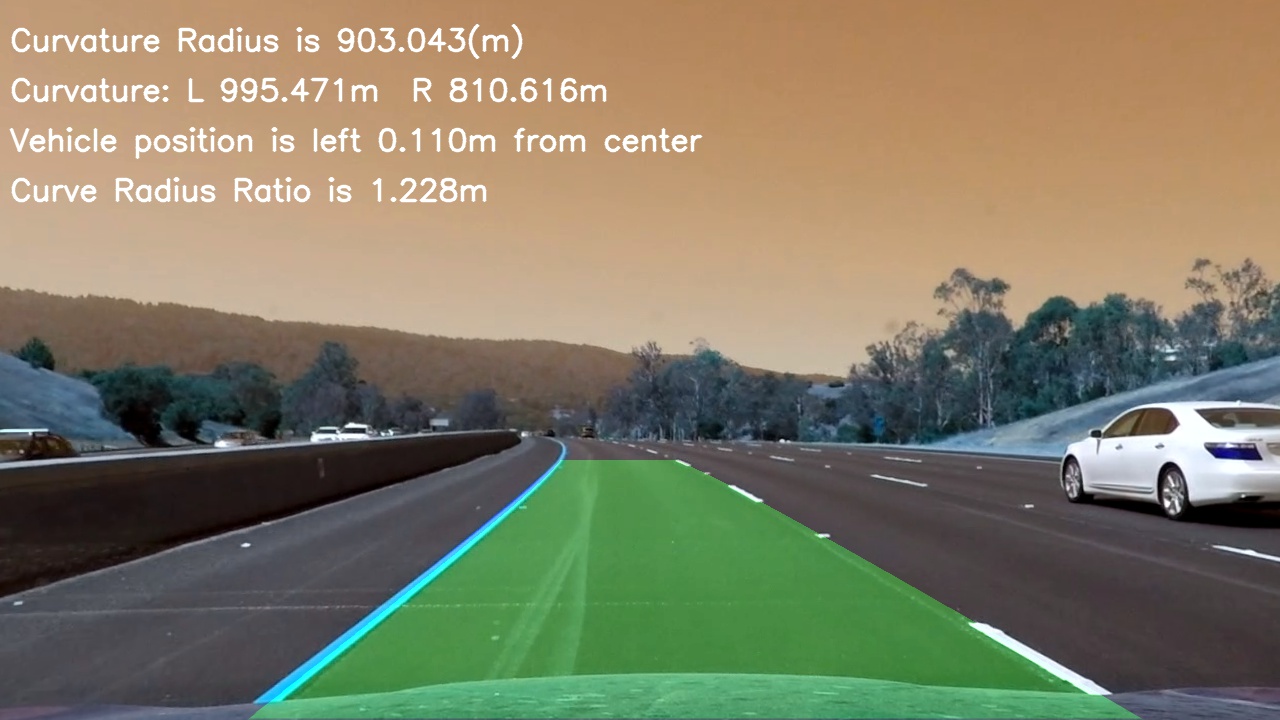 Curvature Radius is 903.043(m)
Curvature: L 995.471m R 810.616m
Vehicle position is left 0.110m from center
Curve Radius Ratio is 1.228m